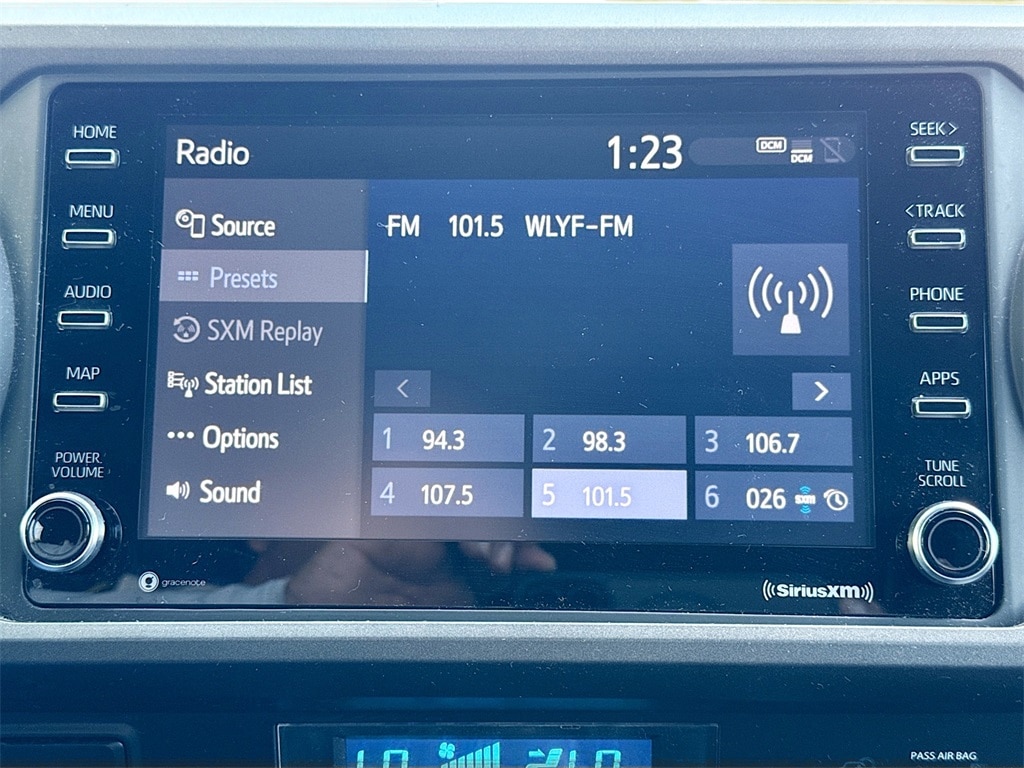 HOME
MENU
AUDIO
MAP
POWER
VOLUME
Radio
1:23
DCM
DCM
Source
Presets
SXM Replay
Station List
Options
Sound
FM 101.5 WLYF-FM
1 94.3
2 98.3
3 106.7
4 107.5
5 101.5
6 026 sxm
SEEK >
< TRACK
PHONE
APPS
TUNE
SCROLL
gracenote
SiriusXM
PASS AIR BAG